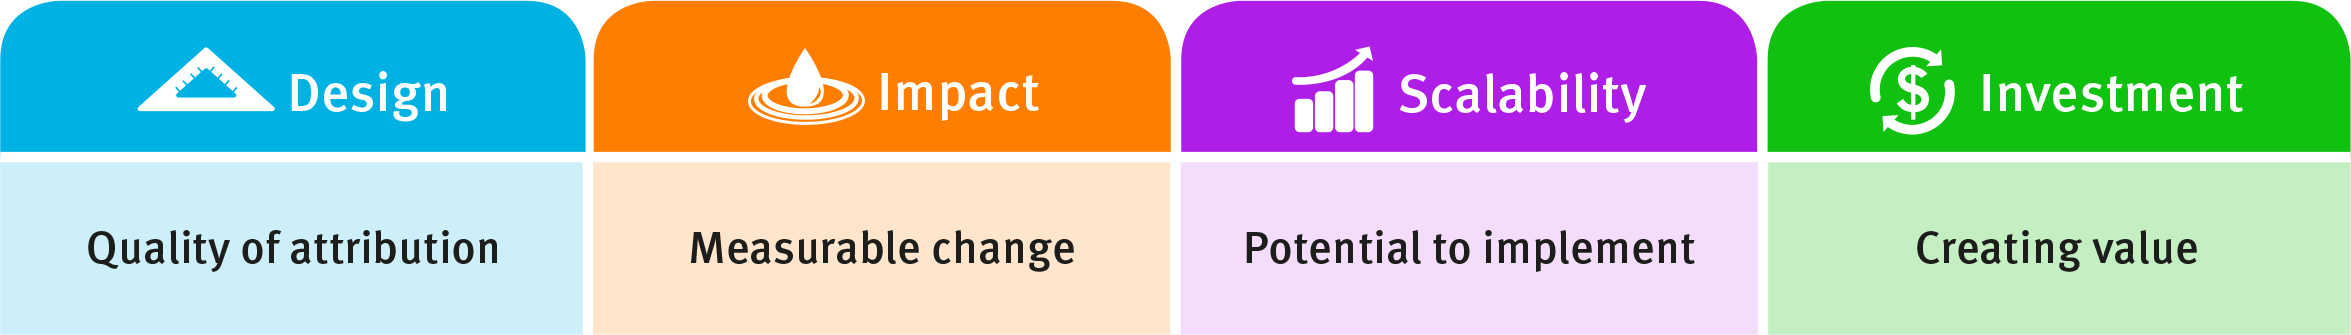 Design
Impact
Scalability
Investment
Quality of attribution
Measurable change
Potential to implement
Creating value